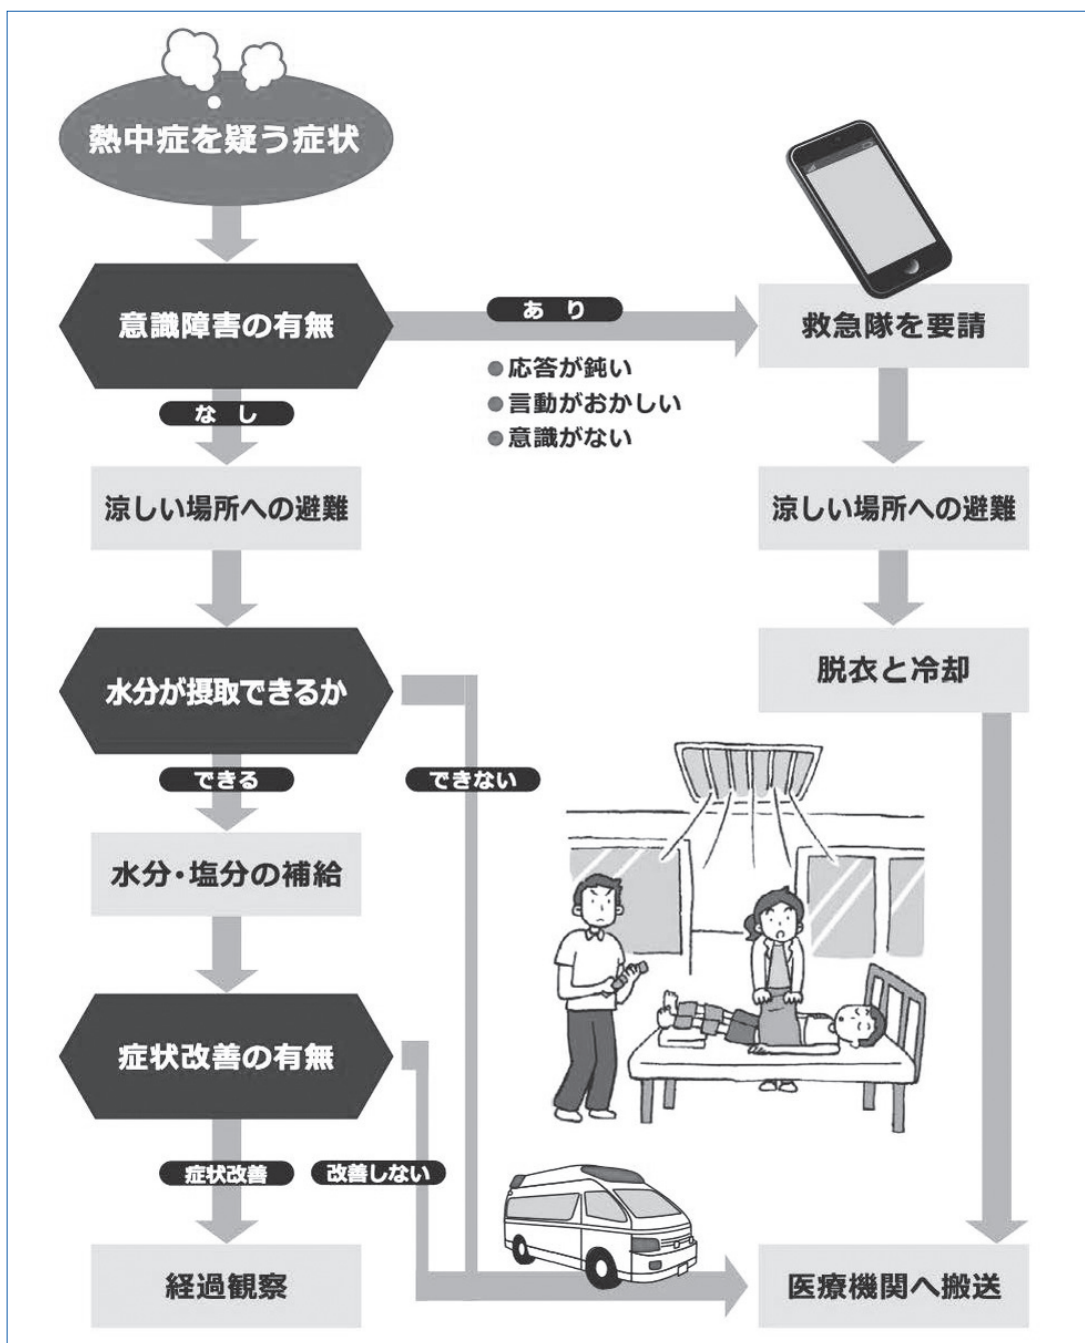 熱中症を疑う症状
意識障害の有無
あり
救急隊を要請
応答が鈍い
言動がおかしい
意識がない
なし
涼しい場所への避難
涼しい場所への避難
水分が摂取できるか
脱衣と冷却
できる
できない
水分・塩分の補給
症状改善の有無
症状改善
改善しない
経過観察
医療機関へ搬送